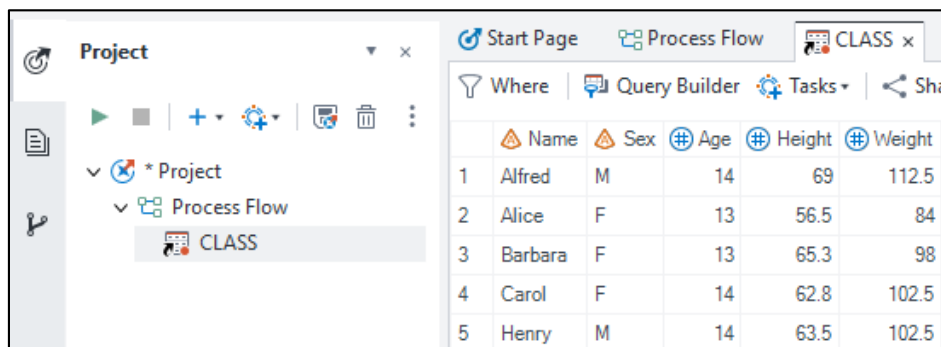 Project
* Project
Process Flow
CLASS
Start Page Process Flow CLASS
Where Query Builder Tasks Sha
Name Sex Age Height Weight
1 Alfred M 14 69 112.5
2 Alice F 13 56.5 84
3 Barbara F 13 65.3 98
4 Carol F 14 62.8 102.5
5 Henry M 14 63.5 102.5